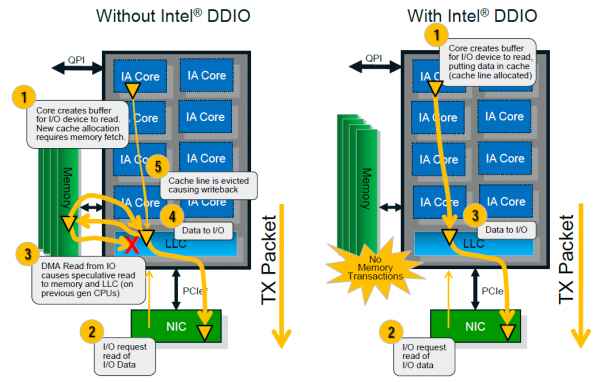 Without Intel® DDIO
QPI
IA Core
IA Core
IA Core
IA Core
IA Core
IA Core
IA Core
IA Core
1
Core creates buffer
for I/O device to read.
New cache allocation
requires memory fetch.
5
Cache line is evicted
causing writeback
4
Data to I/O
Memory
LLC
3
DMA Read from IO
causes speculative read
to memory and LLC (on
previous gen CPUs)
PCIe
2
I/O request
read of
I/O Data
NIC
TX Packet
With Intel® DDIO
QPI
1
Core creates buffer
for I/O device to read,
putting data in cache
(cache line allocated)
IA Core
IA Core
IA Core
IA Core
IA Core
IA Core
IA Core
Memory
3
Data to I/O
LLC
No
Memory
Transactions
PCIe
2
I/O request
read of
I/O Data
NIC
TX Packet